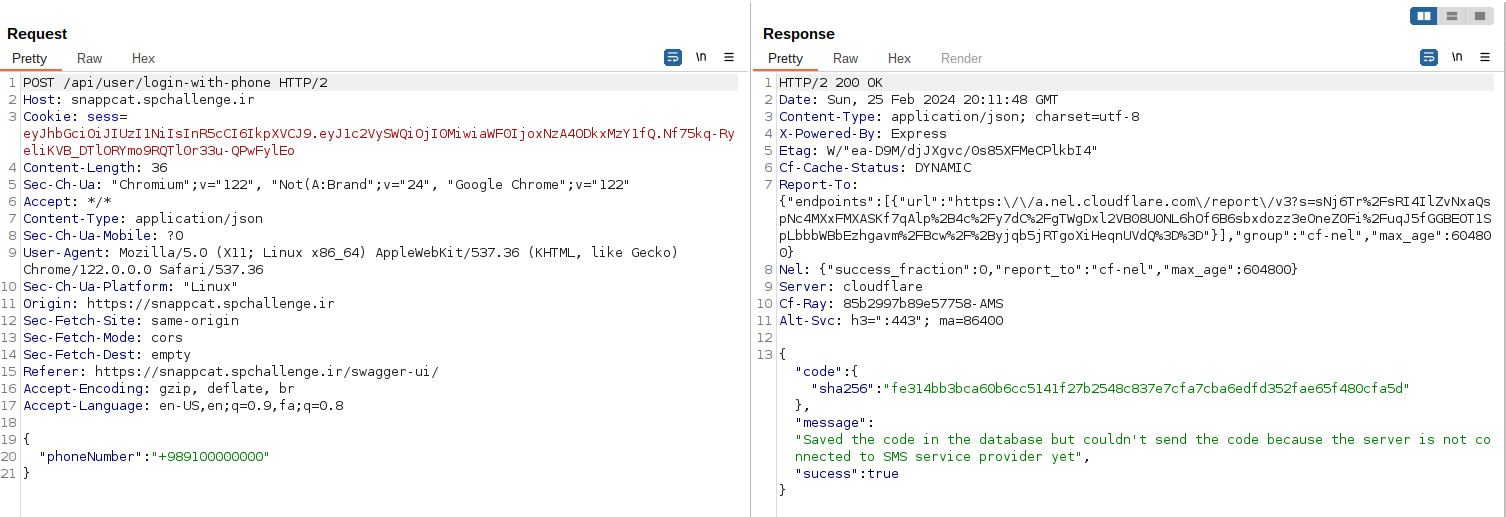 Request
Pretty Raw Hex \n
1 POST /api/user/login-with-phone HTTP/2
2 Host: snappcat.spchallenge.ir
3 Cookie: sess=
eyJhbGciOiJIUzI1NiIsInR5cCI6IkpXVCJ9.eyJ1c2VySWQiOjI0MiwiaWF0IjoxNzA4ODkxMzY1fQ.Nf75kq-Ry
eliKVB_DTlORYmo9RQTl0r33u-QPwFylEo
4 Content-Length: 36
5 Sec-Ch-Ua: "Chromium";v="122", "Not(A:Brand";v="24", "Google Chrome";v="122"
6 Accept: */*
7 Content-Type: application/json
8 Sec-Ch-Ua-Mobile: ?0
9 User-Agent: Mozilla/5.0 (X11; Linux x86_64) AppleWebKit/537.36 (KHTML, like Gecko)
Chrome/122.0.0.0 Safari/537.36
10 Sec-Ch-Ua-Platform: "Linux"
11 Origin: https://snappcat.spchallenge.ir
12 Sec-Fetch-Site: same-origin
13 Sec-Fetch-Mode: cors
14 Sec-Fetch-Dest: empty
15 Referer: https://snappcat.spchallenge.ir/swagger-ui/
16 Accept-Encoding: gzip, deflate, br
17 Accept-Language: en-US,en;q=0.9,fa;q=0.8
18
19 {
20 "phoneNumber":"+989100000000"
21 }
Response
Pretty Raw Hex Render \n
1 HTTP/2 200 OK
2 Date: Sun, 25 Feb 2024 20:11:48 GMT
3 Content-Type: application/json; charset=utf-8
4 X-Powered-By: Express
5 Etag: W/"ea-D9M/djJXgvc/0s85XFMeCPlkbI4"
6 Cf-Cache-Status: DYNAMIC
7 Report-To:
{"endpoints":[{"url":"https:\/\/a.nel.cloudflare.com\/report\/v3?s=sNj6Tr%2FsRI4IlZvNxaQs
pNc4MXxFMXASKf7qAlp%2B4c%2Fy7dC%2FgTWgDxl2VB08U0NL6hOf6B6sbxdozz3eOneZ0Fi%2FuqJ5fGGBEOT1S
pLbbbWBbEzhgavm%2FBcw%2F%2Byjqb5jRTgoXiHeqnUVdQ%3D%3D"}],"group":"cf-nel","max_age":60480
0}
8 Nel: {"success_fraction":0,"report_to":"cf-nel","max_age":604800}
9 Server: cloudflare
10 Cf-Ray: 85b2997b89e57758-AMS
11 Alt-Svc: h3=":443"; ma=86400
12
13 {
"code":{
"sha256":"fe314bb3bca60b6cc5141f27b2548c837e7cfa7cba6edfd352fae65f480cfa5d"
},
"message":
"Saved the code in the database but couldn't send the code because the server is not co
nnected to SMS service provider yet",
"sucess":true
}